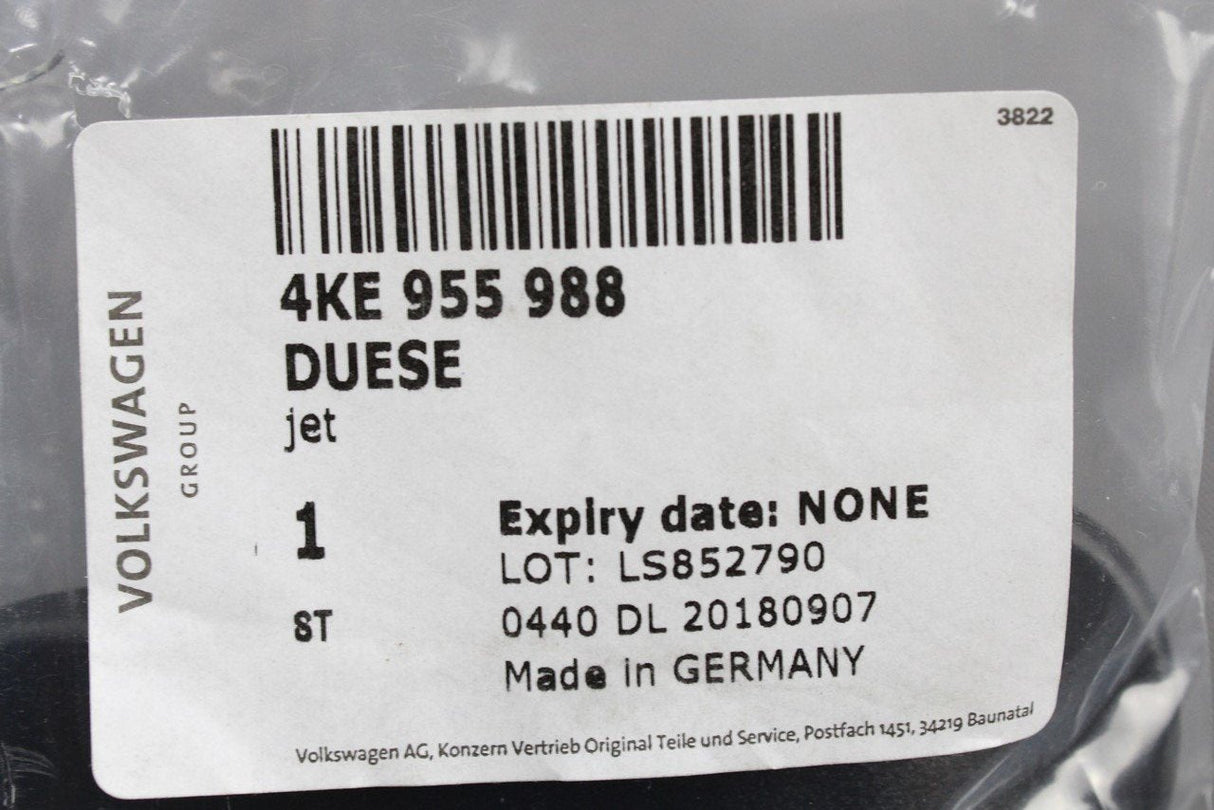 3822
4KE 955 988
DUESE
jet
VOLKSWAGEN
GROUP
1
Expiry date: NONE
LOT: LS852790
ST
0440 DL 20180907
Made in GERMANY
Volkswagen AG, Konzern Vertrieb Original Teile und Service, Postfach 1451, 34219 Baunatal